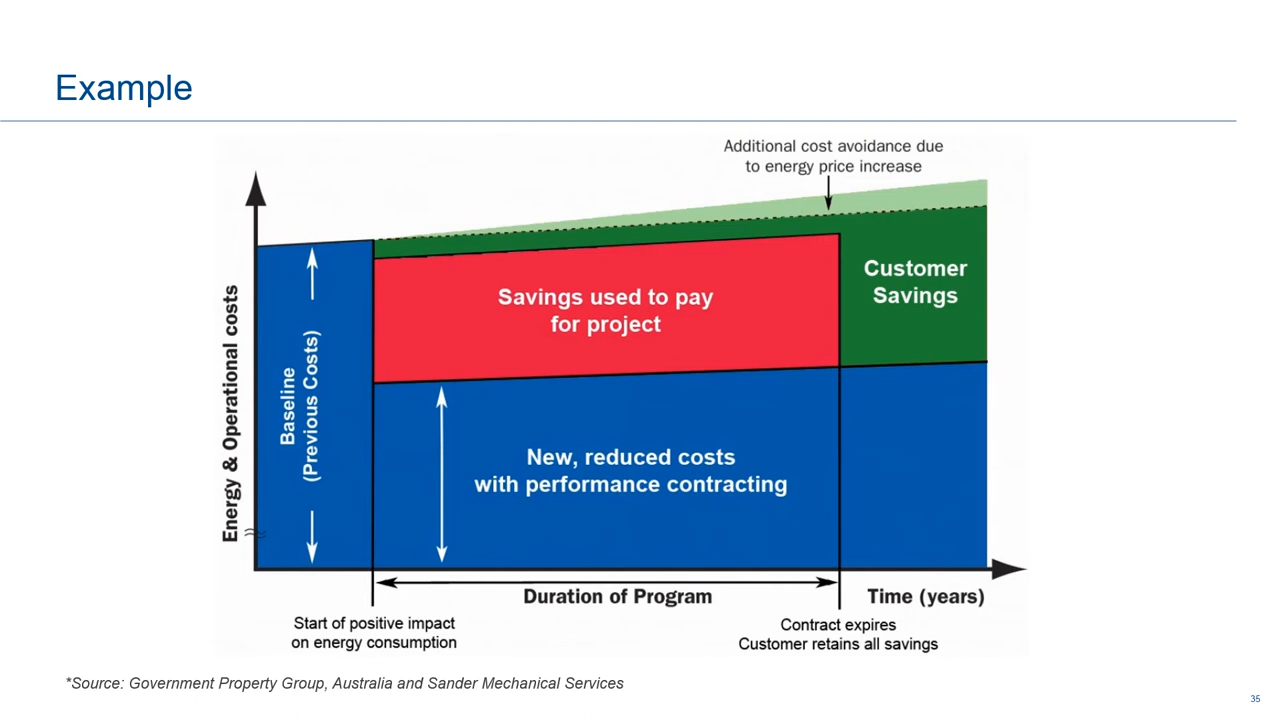 Example
Additional cost avoidance due
to energy price increase
Energy & Operational costs
Baseline
(Previous Costs)
Savings used to pay
for project
Customer
Savings
New, reduced costs
with performance contracting
Duration of Program
Time (years)
Start of positive impact
on energy consumption
Contract expires
Customer retains all savings
*Source: Government Property Group, Australia and Sander Mechanical Services
35